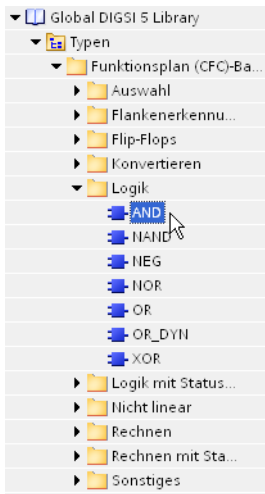 Global DIGSI 5 Library
Typen
Funktionsplan (CFC)-Ba...
Auswahl
Flankenerkennu...
Flip-Flops
Konvertieren
Logik
AND
NAND
NEG
NOR
OR
OR_DYN
XOR
Logik mit Status...
Nicht linear
Rechnen
Rechnen mit Sta...
Sonstiges